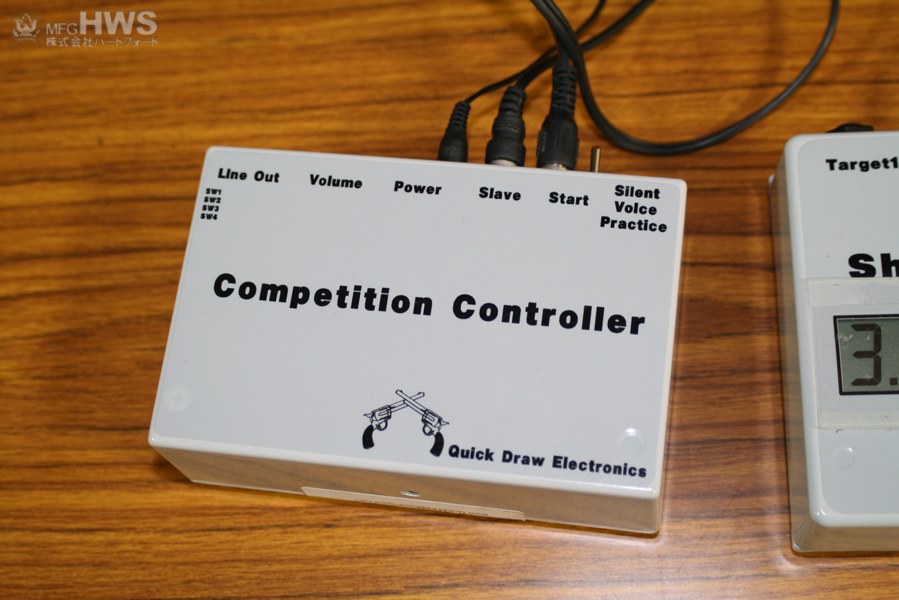 MFG HWS
株式会社ハートフォート
Line Out
Volume
Power
Slave
Start
Silent
Voice
Practice
SW1
SW2
SW3
SW4
Competition Controller
Quick Draw Electronics
Target1
Sh
3.